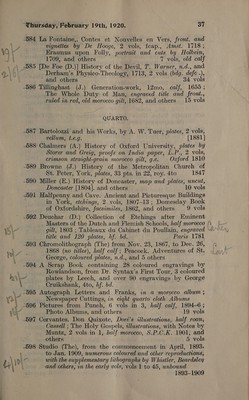 Thursday, February 19th, 1920. 37
584 La Fontaine, Contes et Nouvelles en Vers, front. and
vignettes by De Hooge, 2 vols, fcap., Amst. 1718;
Erasmus upon Folly, portrait and cuts by Holbein,
1709, and others vols, old calf
585 [De Foe (D.)] History of the Devil, T. Warner, n.d., and
Derham's Physico-Theology, 1713, 2 vols (bdg. defe.),
and others 34 vols
586 Tillinghast (J.) Generation-work, 12mo, calf, 1655;
The Whole Duty of Man, engraved title and front.,
ruled in red, old morocco gilt, 1682, and others 15 vols
QUARTO.
587 Bartolozzi and his Works, by A. W. Tuer, plates, 2 vols,
vellum, t.e.g. [1881]
588 Chalmers (A.) History of Oxford University, plates by
Storer and Greig, proofs on India paper, L.P., 2 vols,
crimson straight-grain morocco gilt, g.e. Oxford 1810
589 Browne (J.) History of the Metropolitan Church of
St. Peter, York, plates, 23 pts in 22, roy. 4to 1847
590 Miller (E.) History of Doncaster, map and plates, uncut,
Doncaster [1804], and others 10 vols
591 Halfpenny and Cave. Ancient and Picturesque Buildings
in York, etchings, 2 vols, 1807-13; Domesday Book
of Oxfordshire, facsimiles, 1862, and others 9 vols
592 Deuchar (D.) Collection of Etchings after Eminent
Masters of the Dutch and Flemish Schools, half morocco
gilt, 1803; Tableaux du Cabinet du Poullain, engraved
title and 120 plates, hf. bd. Paris 1781
593 Chromolithograph (The) from Nov. 23, 1867, to Dec. 26,
1868 (no titles), half calf; Peacock. Adventures of St.
George, coloured plates, n.d., and 5 others
594 A Scrap Book containing 28 coloured engravings by
Rowlandson, from Dr Syntax's First Tour, 3 coloured
plates by Leech, and over 90 engravings by George
Cruikshank, 4to, hf. bd.
595 Autograph Letters and Franks, in a morocco album;
Newspaper Cuttings, in eight quarto cloth Albums
596 Pictures from Punch, 6 vols in 3, half calf, 1894-6;
Photo Albums, and others 19 vols
597 Cervantes. Don Quixote, Doré's illustrations, half roan,
Cassell; The Holy Gospels, illustrations, with Notes by
Muntz, 2 vols in 1, half morocco, S.P.C.K. 1901, and
others 5 vols
598 Studio (The), from the commencement in April, 1893,
to Jan. 1909, numerous coloured and other reproductions,
with the supplementary lithographs by Whistler, Beardsley
and others, in the early vols, vols 1 to 45, unbound
1893-1909